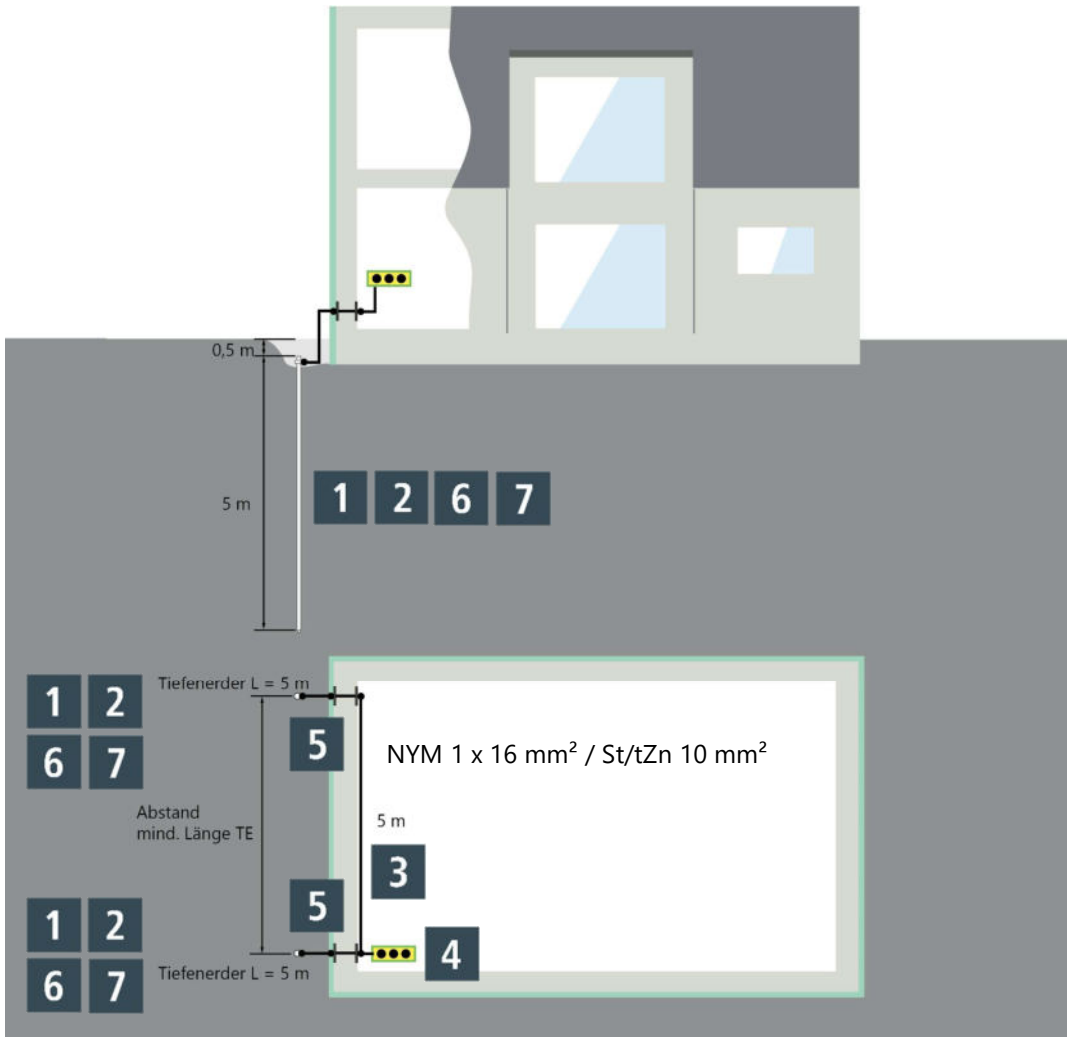 0,5 m
5 m
1 2 6 7
Tiefenerder L = 5 m
1 2
6 7
5
NYM 1 x 16 mm² / St/tZn 10 mm²
Abstand
mind. Länge TE
5 m
3
5
1 2
6 7
4
Tiefenerder L = 5 m